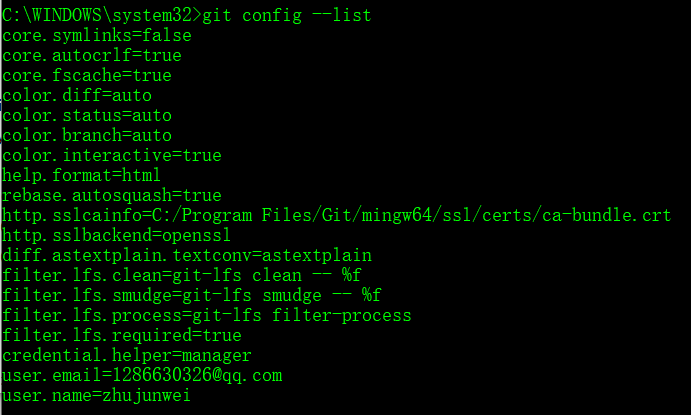 C:\WINDOWS\system32>git config --list
core.symlinks=false
core.autocrlf=true
core.fscache=true
color.diff=auto
color.status=auto
color.branch=auto
color.interactive=true
help.format=html
rebase.autosquash=true
http.sslcainfo=C:/Program Files/Git/mingw64/ssl/certs/ca-bundle.crt
http.sslbackend=openssl
diff.astextplain.textconv=astextplain
filter.lfs.clean=git-lfs clean -- %f
filter.lfs.smudge=git-lfs smudge -- %f
filter.lfs.process=git-lfs filter-process
filter.lfs.required=true
credential.helper=manager
user.email=1286630326@qq.com
user.name=zhujunwei